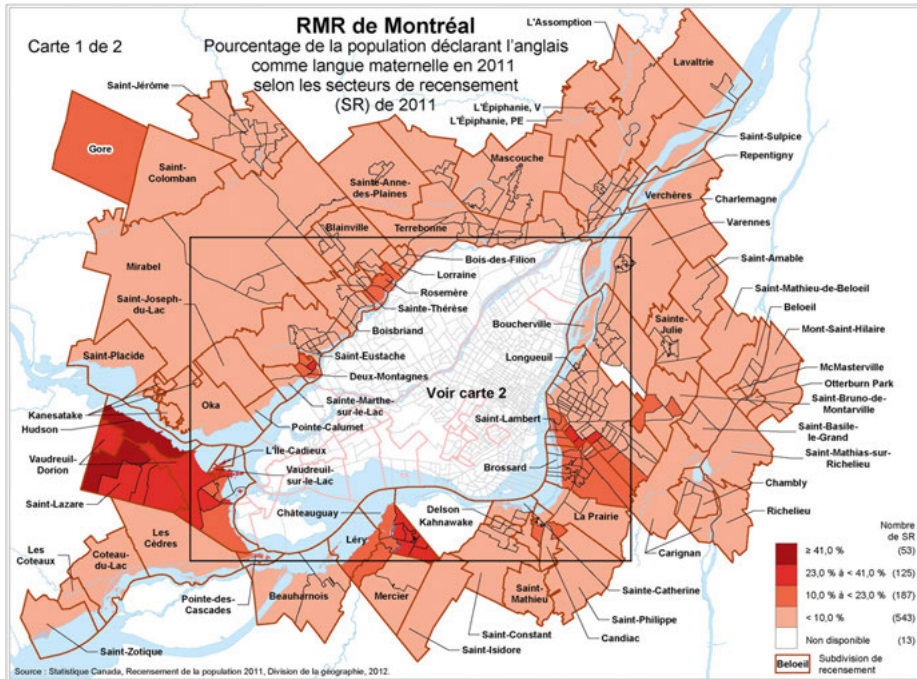 Carte 1 de 2
RMR de Montréal
Pourcentage de la population déclarant l'anglais
comme langue maternelle en 2011
selon les secteurs de recensement
(SR) de 2011
L'Assomption
Lavaltrie
Saint-Jérôme
L'Épiphanie, V
L'Épiphanie, PE
Saint-Sulpice
Gore
Saint-
Colomban
Mascouche
Repentigny
Sainte-Anne-
des-Plaines
Verchères
Charlemagne
Blainville
Terrebonne
Varennes
Mirabel
Bois-des-Filion
Lorraine
Saint-Amable
Rosemère
Saint-Joseph-
du-Lac
Sainte-Thérèse
Saint-Mathieu-de-Beloeil
Beloeil
Boisbriand
Boucherville
Sainte-
Julie
Mont-Saint-Hilaire
Saint-Placide
Saint-Eustache
Longueuil
McMasterville
Deux-Montagnes
Otterburn Park
Voir carte 2
Saint-Bruno-de-
Montarville
Kanesatake
Oka
Sainte-Marthe-
sur-le-Lac
Saint-Lambert
Hudson
Pointe-Calumet
Saint-Basile-
le-Grand
L'Île-Cadieux
Saint-Mathias-sur-
Richelieu
Vaudreuil-
Dorion
Vaudreuil-
sur-le-Lac
Brossard
Chambly
Saint-Lazare
Châteauguay
Delson
Kahnawake
La Prairie
Richelieu
Les
Cèdres
Léry
Carignan
Les
Coteaux
Coteau-
du-Lac
Pointe-des-
Cascades
Beauharnois
Mercier
Saint-
Mathieu
Sainte-Catherine
Saint-Philippe
Saint-Constant
Candiac
Saint-Isidore
Saint-Zotique
Nombre
de SR
≥ 41,0 % (53)
23,0 % à < 41,0 % (125)
10,0 % à < 23,0 % (187)
< 10,0 % (543)
Non disponible (13)
Beloeil Subdivision de
recensement
Source : Statistique Canada, Recensement de la population 2011, Division de la géographie, 2012.